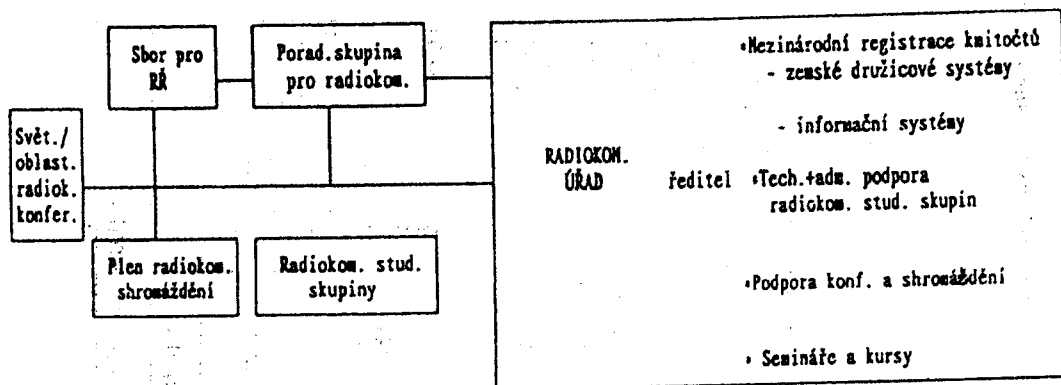 Sbor pro
RŘ
Porad.skupina
pro radiokom.
Svět./
oblast.
radiok.
konfer.
Plen radiokom.
shromáždění
Radiokom. stud.
skupiny
RADIOKOM.
ÚŘAD
ředitel
•Mezinárodní registrace kmitočtů
- zemské družicové systémy
- informační systémy
•Tech.+adm. podpora
radiokom. stud. skupin
•Podpora konf. a shromáždění
• Semináře a kursy